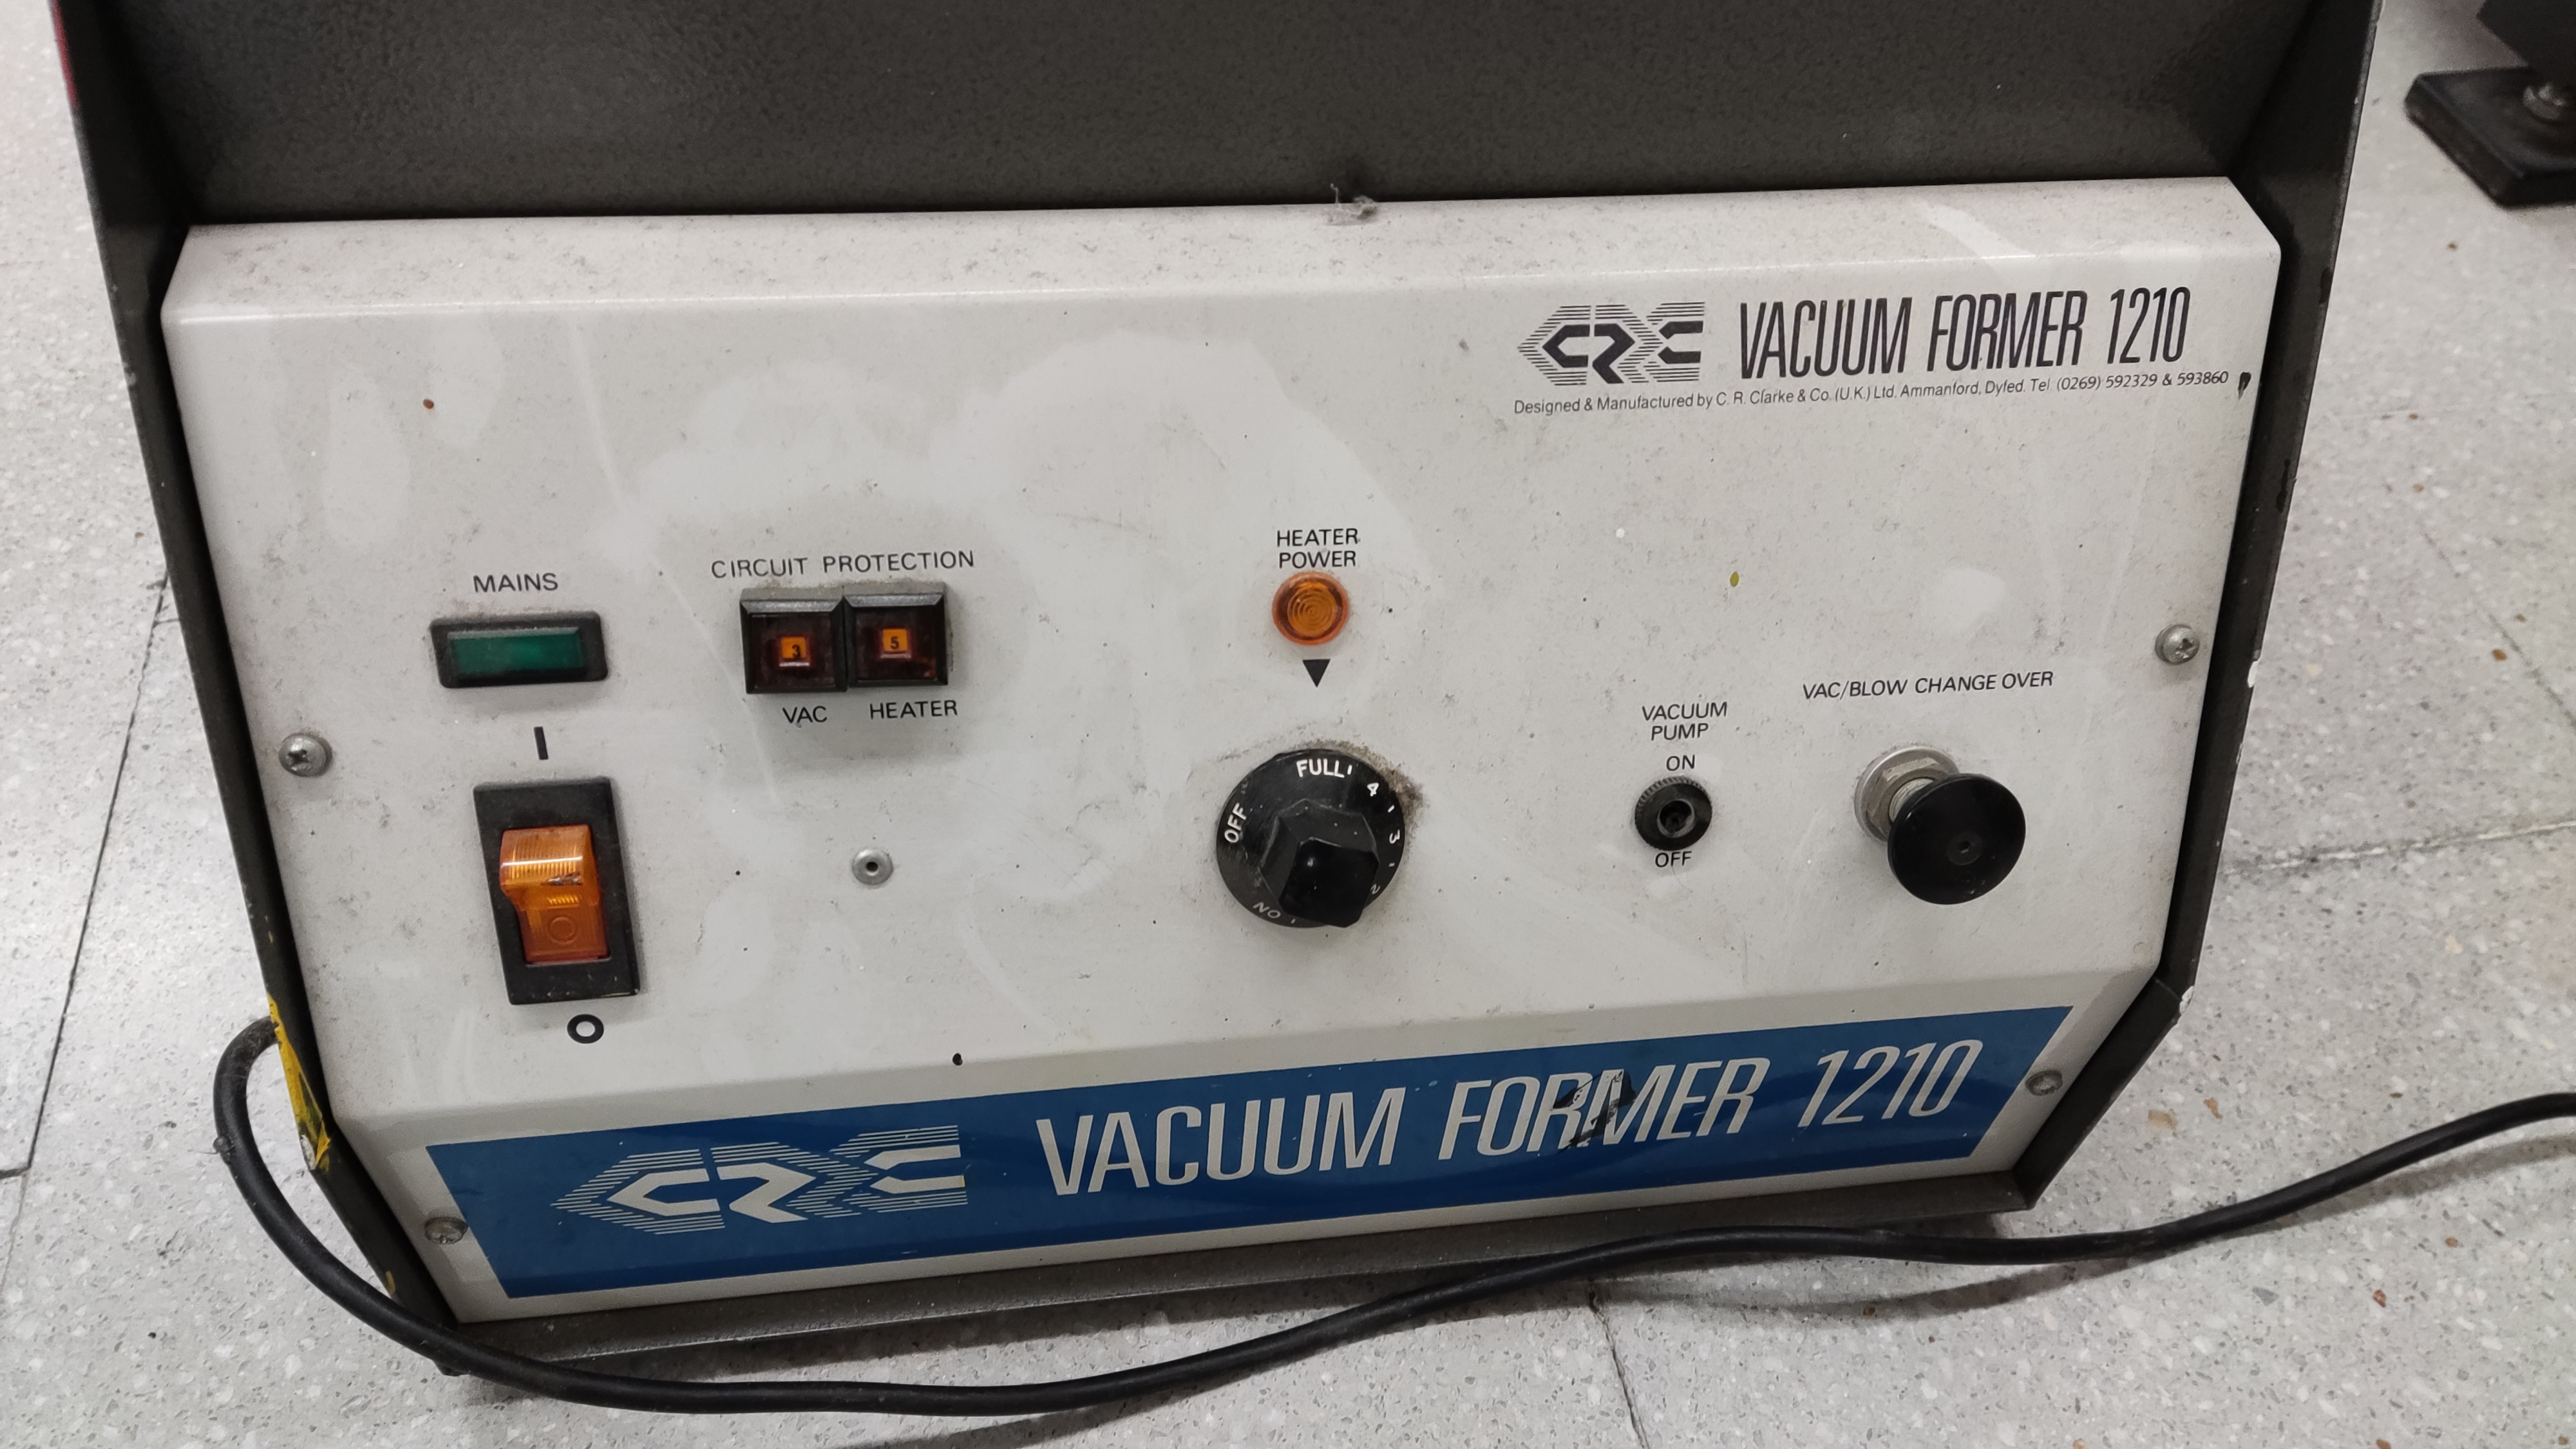 CRC VACUUM FORMER 1210
Designed & Manufactured by C. R. Clarke & Co. (U.K.) Ltd. Ammanford, Dyfed. Tel. (0269) 592329 & 593860
HEATER
POWER
CIRCUIT PROTECTION
MAINS
3 5
VAC HEATER
I
VAC/BLOW CHANGE OVER
VACUUM
PUMP
ON
OFF
FULL
4
3
2
ON
OFF
O
CRC VACUUM FORMER 1210